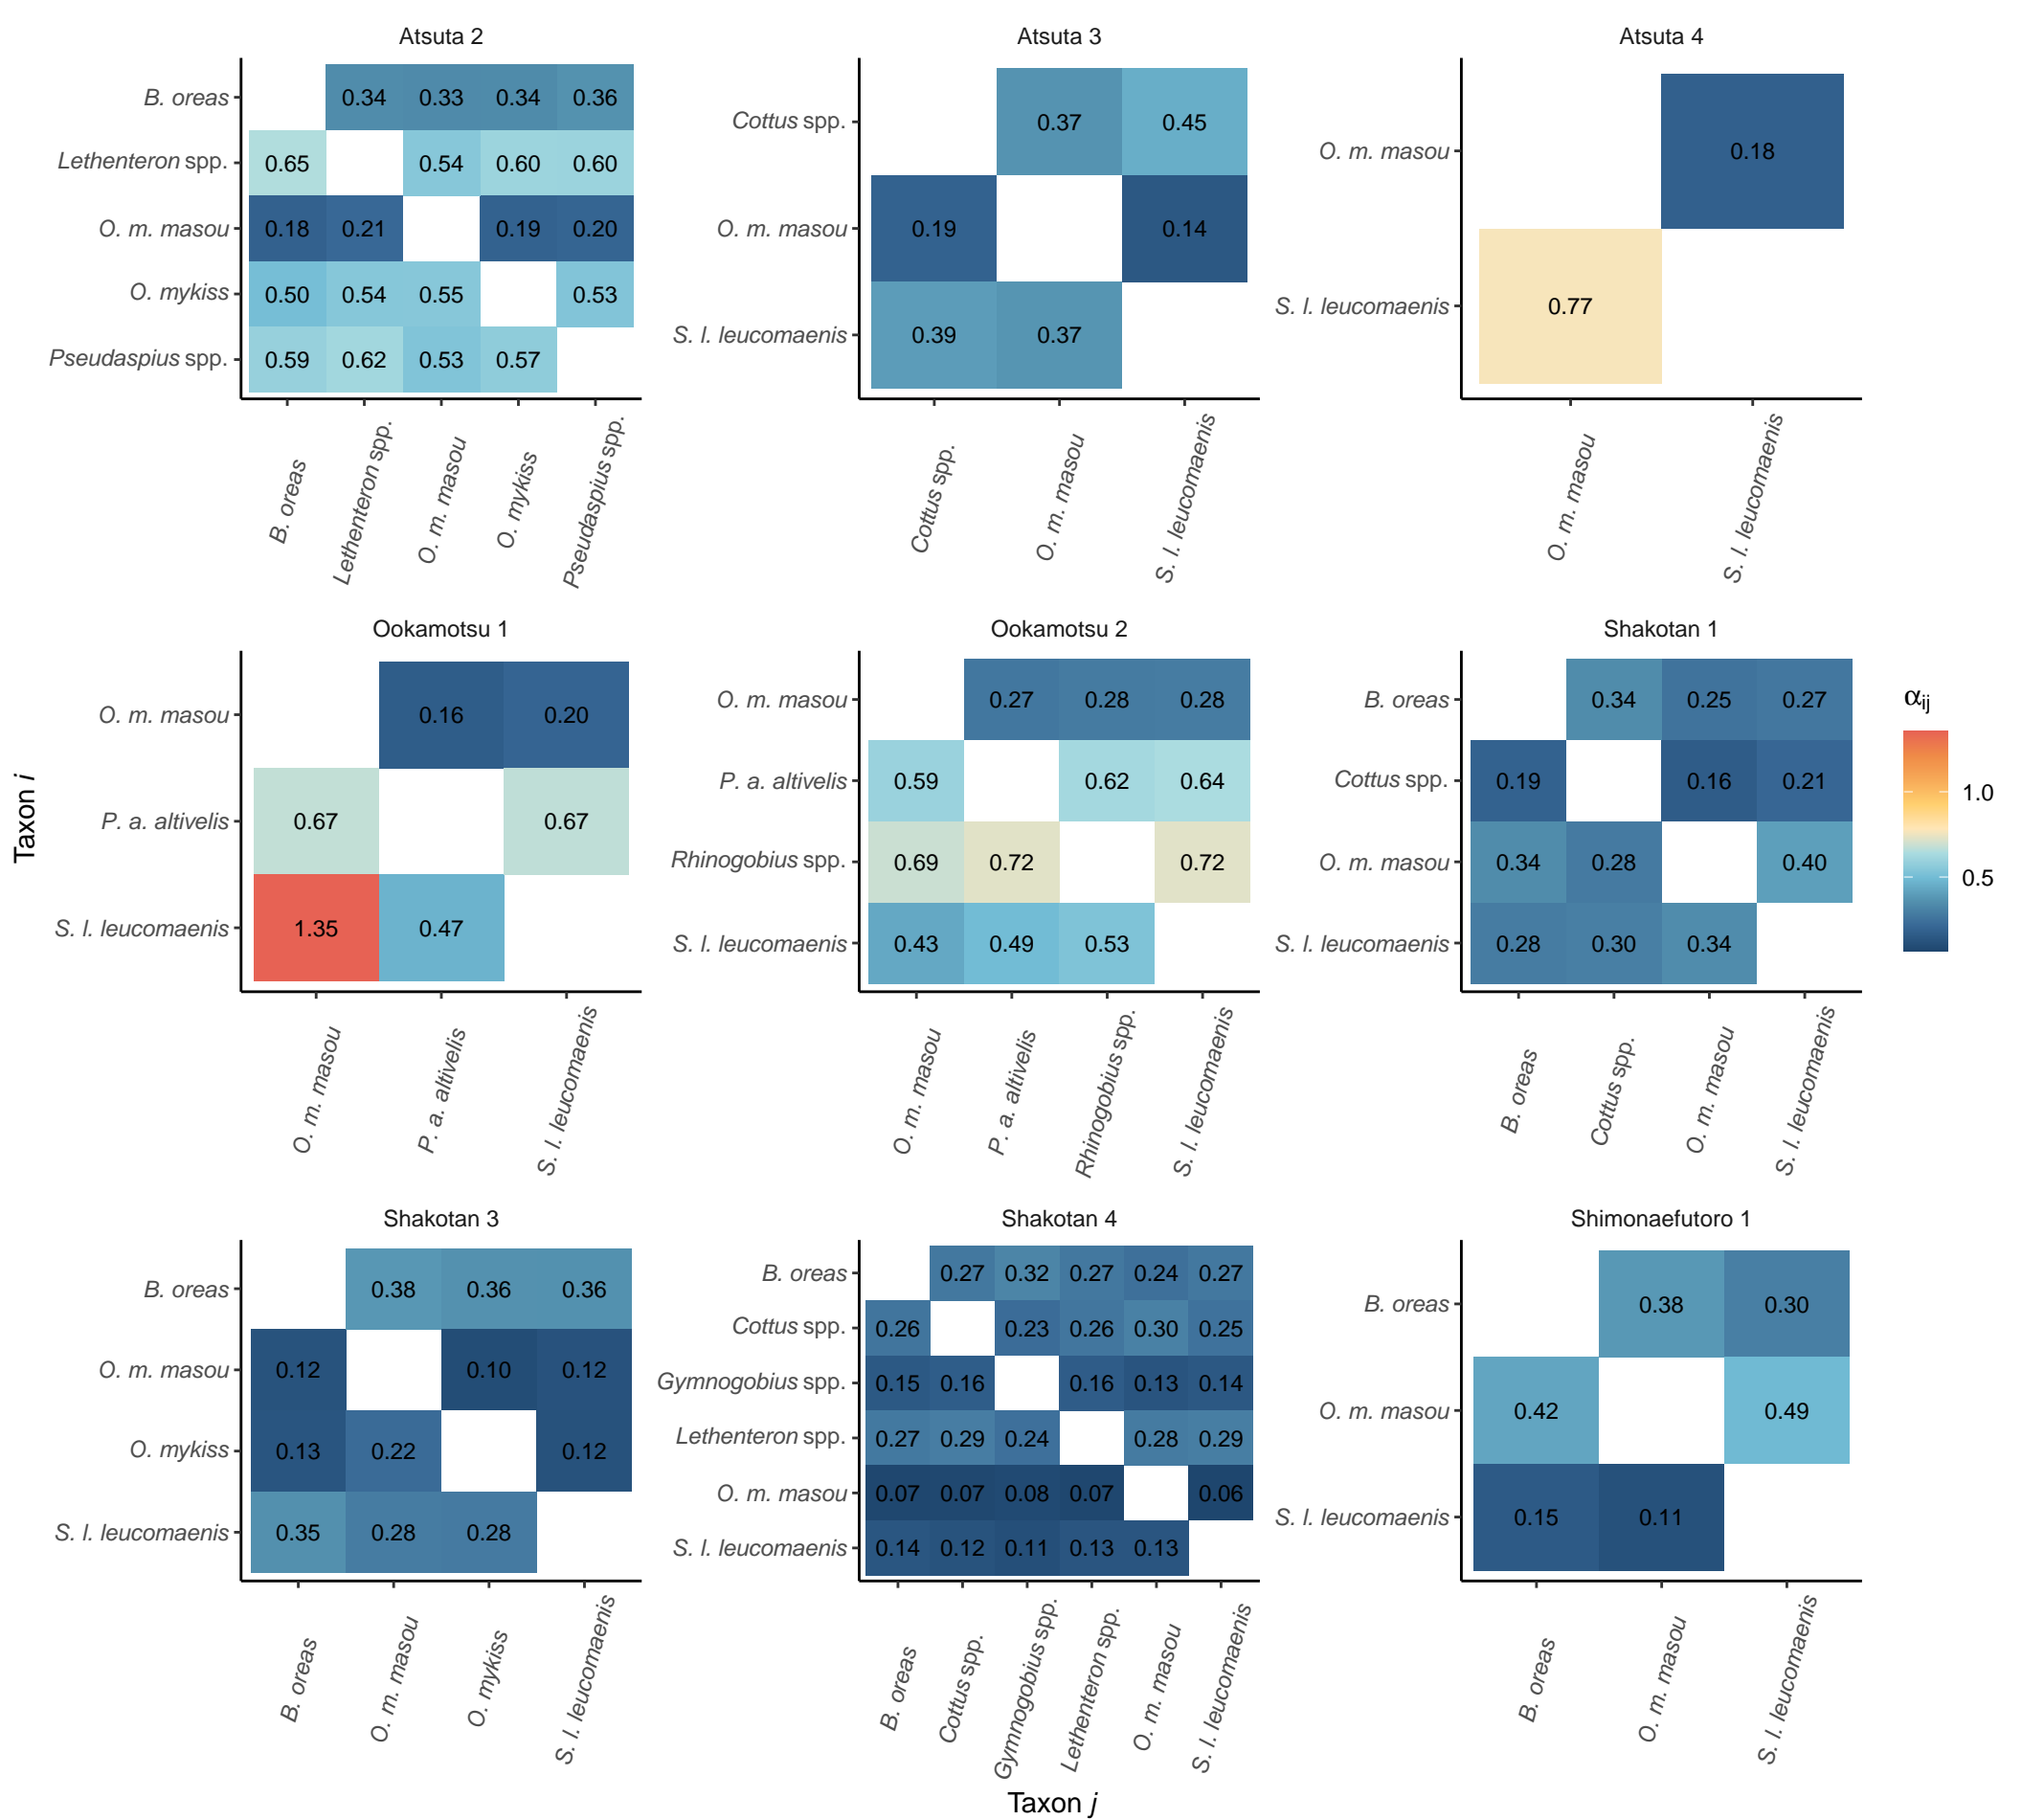 Atsuta 2
B. oreas
0.34 0.33 0.34 0.36
Lethenteron spp.
0.65 0.54 0.60 0.60
O. m. masou
0.18 0.21 0.19 0.20
O. mykiss
0.50 0.54 0.55 0.53
Pseudaspius spp.
0.59 0.62 0.53 0.57
B. oreas
Lethenteron spp.
O. m. masou
O. mykiss
Pseudaspius spp.
Atsuta 3
Cottus spp.
0.37 0.45
O. m. masou
0.19 0.14
S. l. leucomaenis
0.39 0.37
Cottus spp.
O. m. masou
S. l. leucomaenis
Atsuta 4
O. m. masou
0.18
S. l. leucomaenis
0.77
O. m. masou
S. l. leucomaenis
Taxon i
Ookamotsu 1
O. m. masou
0.16 0.20
P. a. altivelis
0.67 0.67
S. l. leucomaenis
1.35 0.47
O. m. masou
P. a. altivelis
S. l. leucomaenis
Ookamotsu 2
O. m. masou
0.27 0.28 0.28
P. a. altivelis
0.59 0.62 0.64
Rhinogobius spp.
0.69 0.72 0.72
S. l. leucomaenis
0.43 0.49 0.53
O. m. masou
P. a. altivelis
Rhinogobius spp.
S. l. leucomaenis
Shakotan 1
B. oreas
0.34 0.25 0.27
Cottus spp.
0.19 0.16 0.21
O. m. masou
0.34 0.28 0.40
S. l. leucomaenis
0.28 0.30 0.34
B. oreas
Cottus spp.
O. m. masou
S. l. leucomaenis
αij
1.0
0.5
Shakotan 3
B. oreas
0.38 0.36 0.36
O. m. masou
0.12 0.10 0.12
O. mykiss
0.13 0.22 0.12
S. l. leucomaenis
0.35 0.28 0.28
B. oreas
O. m. masou
O. mykiss
S. l. leucomaenis
Shakotan 4
B. oreas
0.27 0.32 0.27 0.24 0.27
Cottus spp.
0.26 0.23 0.26 0.30 0.25
Gymnogobius spp.
0.15 0.16 0.16 0.13 0.14
Lethenteron spp.
0.27 0.29 0.24 0.28 0.29
O. m. masou
0.07 0.07 0.08 0.07 0.06
S. l. leucomaenis
0.14 0.12 0.11 0.13 0.13
B. oreas
Cottus spp.
Gymnogobius spp.
Lethenteron spp.
O. m. masou
S. l. leucomaenis
Shimonaefutoro 1
B. oreas
0.38 0.30
O. m. masou
0.42 0.49
S. l. leucomaenis
0.15 0.11
B. oreas
O. m. masou
S. l. leucomaenis
Taxon j